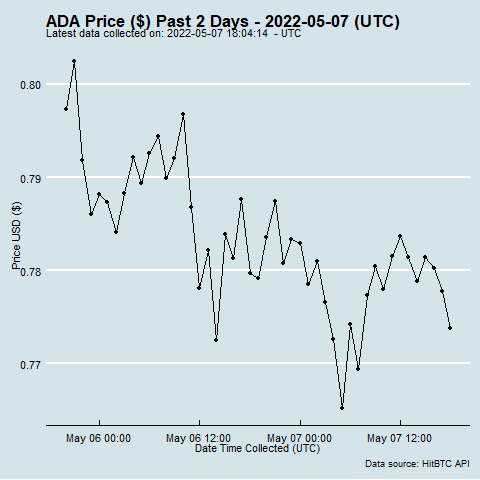 ADA Price ($) Past 2 Days - 2022-05-07 (UTC)
Latest data collected on: 2022-05-07 18:04:14 - UTC
0.80
0.79
0.78
0.77
Price USD ($)
May 06 00:00
May 06 12:00
May 07 00:00
May 07 12:00
Date Time Collected (UTC)
Data source: HitBTC API